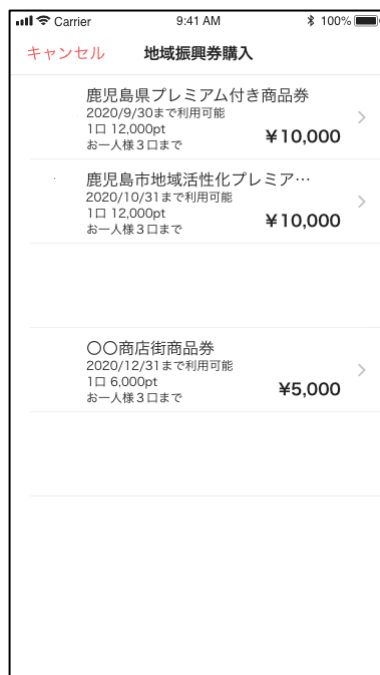 Carrier 9:41 AM 100%
キャンセル 地域振興券購入
鹿児島県プレミアム付き商品券
2020/9/30まで利用可能
1口 12,000pt
お一人様３口まで
¥10,000
鹿児島市地域活性化プレミア…
2020/10/31まで利用可能
1口 12,000pt
お一人様３口まで
¥10,000
〇〇商店街商品券
2020/12/31まで利用可能
1口 6,000pt
お一人様３口まで
¥5,000